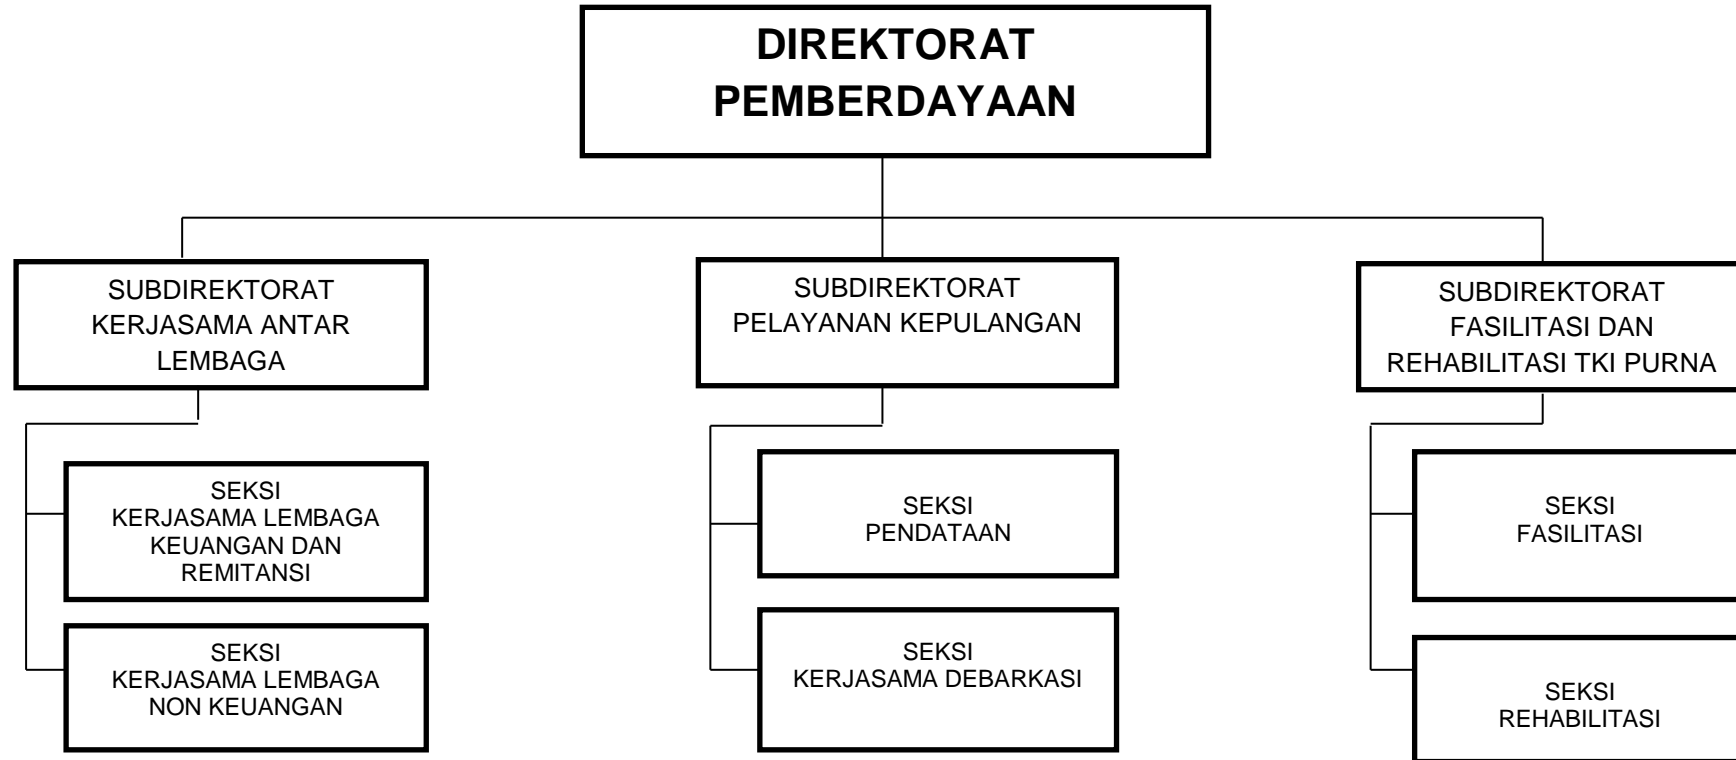 DIREKTORAT
PEMBERDAYAAN
SUBDIREKTORAT
KERJASAMA ANTAR
LEMBAGA
SUBDIREKTORAT
PELAYANAN KEPULANGAN
SUBDIREKTORAT
FASILITASI DAN
REHABILITASI TKI PURNA
SEKSI
KERJASAMA LEMBAGA
KEUANGAN DAN
REMITANSI
SEKSI
KERJASAMA LEMBAGA
NON KEUANGAN
SEKSI
PENDATAAN
SEKSI
KERJASAMA DEBARKASI
SEKSI
FASILITASI
SEKSI
REHABILITASI